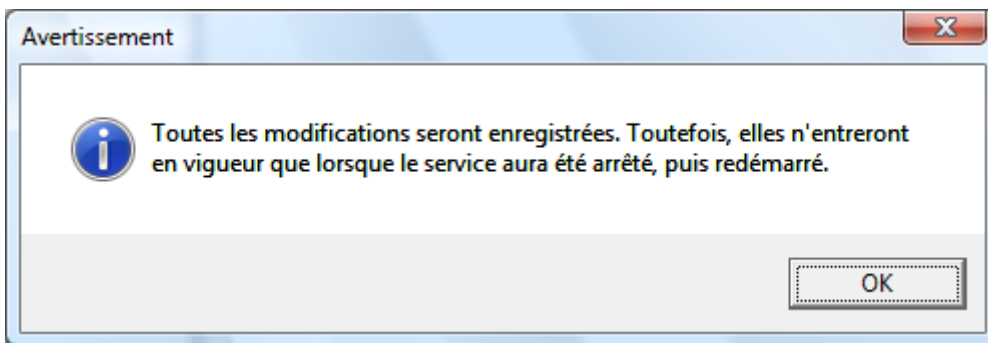 Avertissement
Toutes les modifications seront enregistrées. Toutefois, elles n'entreront
en vigueur que lorsque le service aura été arrêté, puis redémarré.
OK